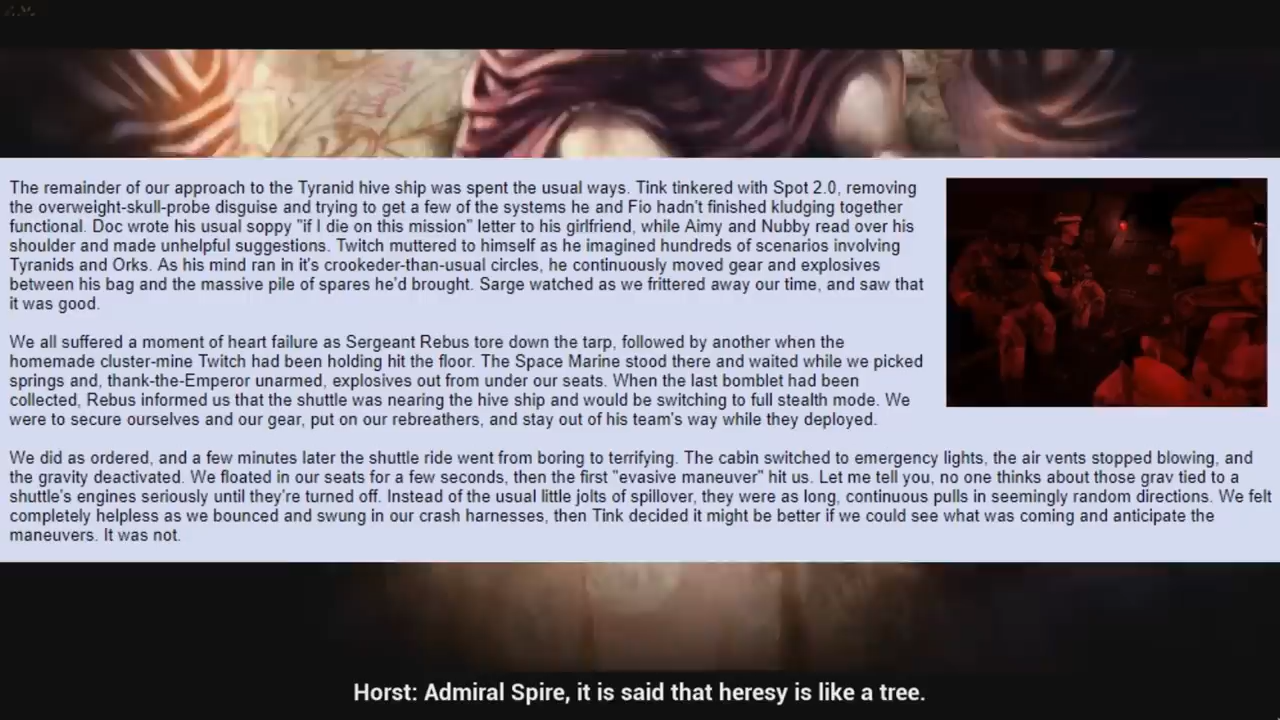 The remainder of our approach to the Tyranid hive ship was spent the usual ways. Tink tinkered with Spot 2.0, removing
the overweight-skull-probe disguise and trying to get a few of the systems he and Fio hadn't finished kludging together
functional. Doc wrote his usual soppy "if I die on this mission" letter to his girlfriend, while Aimy and Nubby read over his
shoulder and made unhelpful suggestions. Twitch muttered to himself as he imagined hundreds of scenarios involving
Tyranids and Orks. As his mind ran in it's crookeder-than-usual circles, he continuously moved gear and explosives
between his bag and the massive pile of spares he'd brought. Sarge watched as we frittered away our time, and saw that
it was good.
We all suffered a moment of heart failure as Sergeant Rebus tore down the tarp, followed by another when the
homemade cluster-mine Twitch had been holding hit the floor. The Space Marine stood there and waited while we picked
springs and, thank-the-Emperor unarmed, explosives out from under our seats. When the last bomblet had been
collected, Rebus informed us that the shuttle was nearing the hive ship and would be switching to full stealth mode. We
were to secure ourselves and our gear, put on our rebreathers, and stay out of his team's way while they deployed.
We did as ordered, and a few minutes later the shuttle ride went from boring to terrifying. The cabin switched to emergency lights, the air vents stopped blowing, and
the gravity deactivated. We floated in our seats for a few seconds, then the first "evasive maneuver" hit us. Let me tell you, no one thinks about those grav tied to a
shuttle's engines seriously until they're turned off. Instead of the usual little jolts of spillover, they were as long, continuous pulls in seemingly random directions. We felt
completely helpless as we bounced and swung in our crash harnesses, then Tink decided it might be better if we could see what was coming and anticipate the
maneuvers. It was not.
Horst: Admiral Spire, it is said that heresy is like a tree.